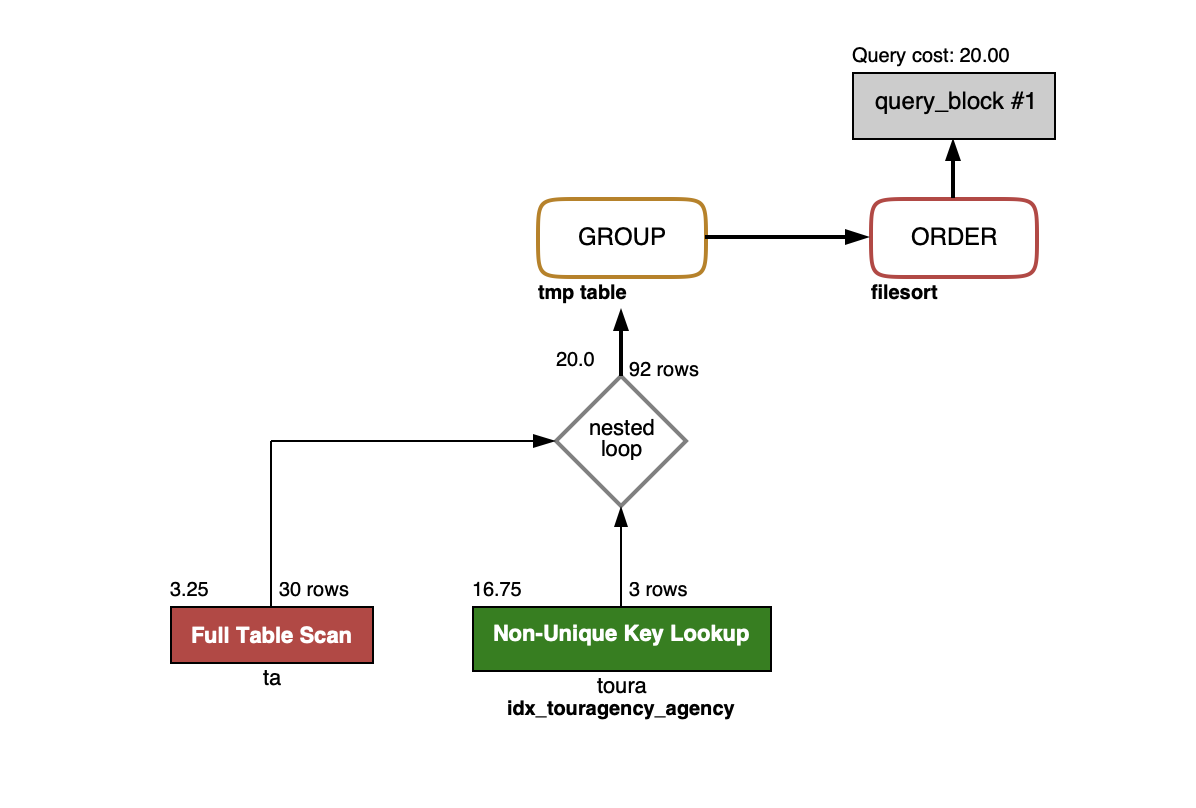 Query cost: 20.00
query_block #1
GROUP
ORDER
tmp table
filesort
20.0
92 rows
nested
loop
3.25
30 rows
16.75
3 rows
Full Table Scan
Non-Unique Key Lookup
ta
toura
idx_touragency_agency